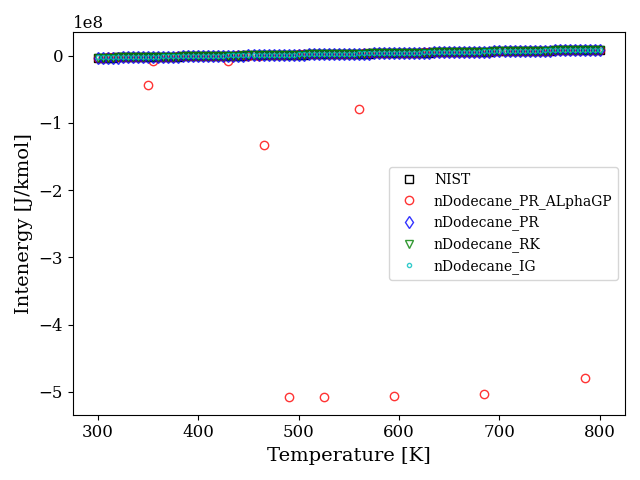 1e8
0
−1
−2
−3
−4
−5
Intenergy [J/kmol]
NIST
nDodecane_PR_ALphaGP
nDodecane_PR
nDodecane_RK
nDodecane_IG
300 400 500 600 700 800
Temperature [K]